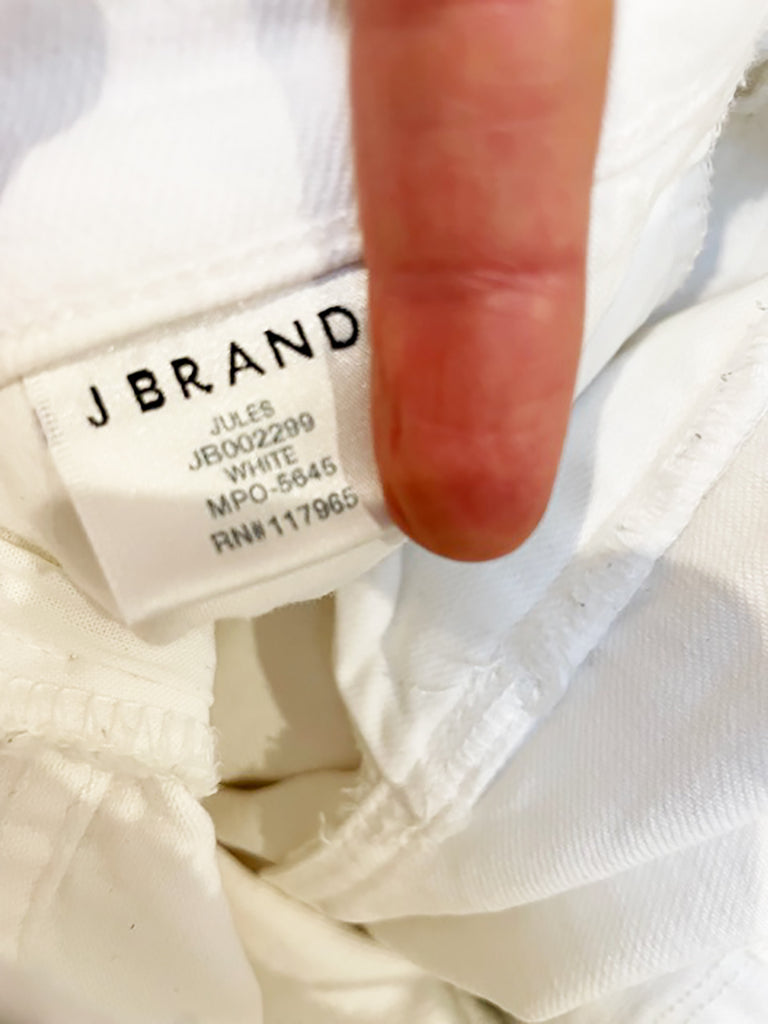 J BRAND
JULES
JB002299
WHITE
MPO-5645
RN#117965